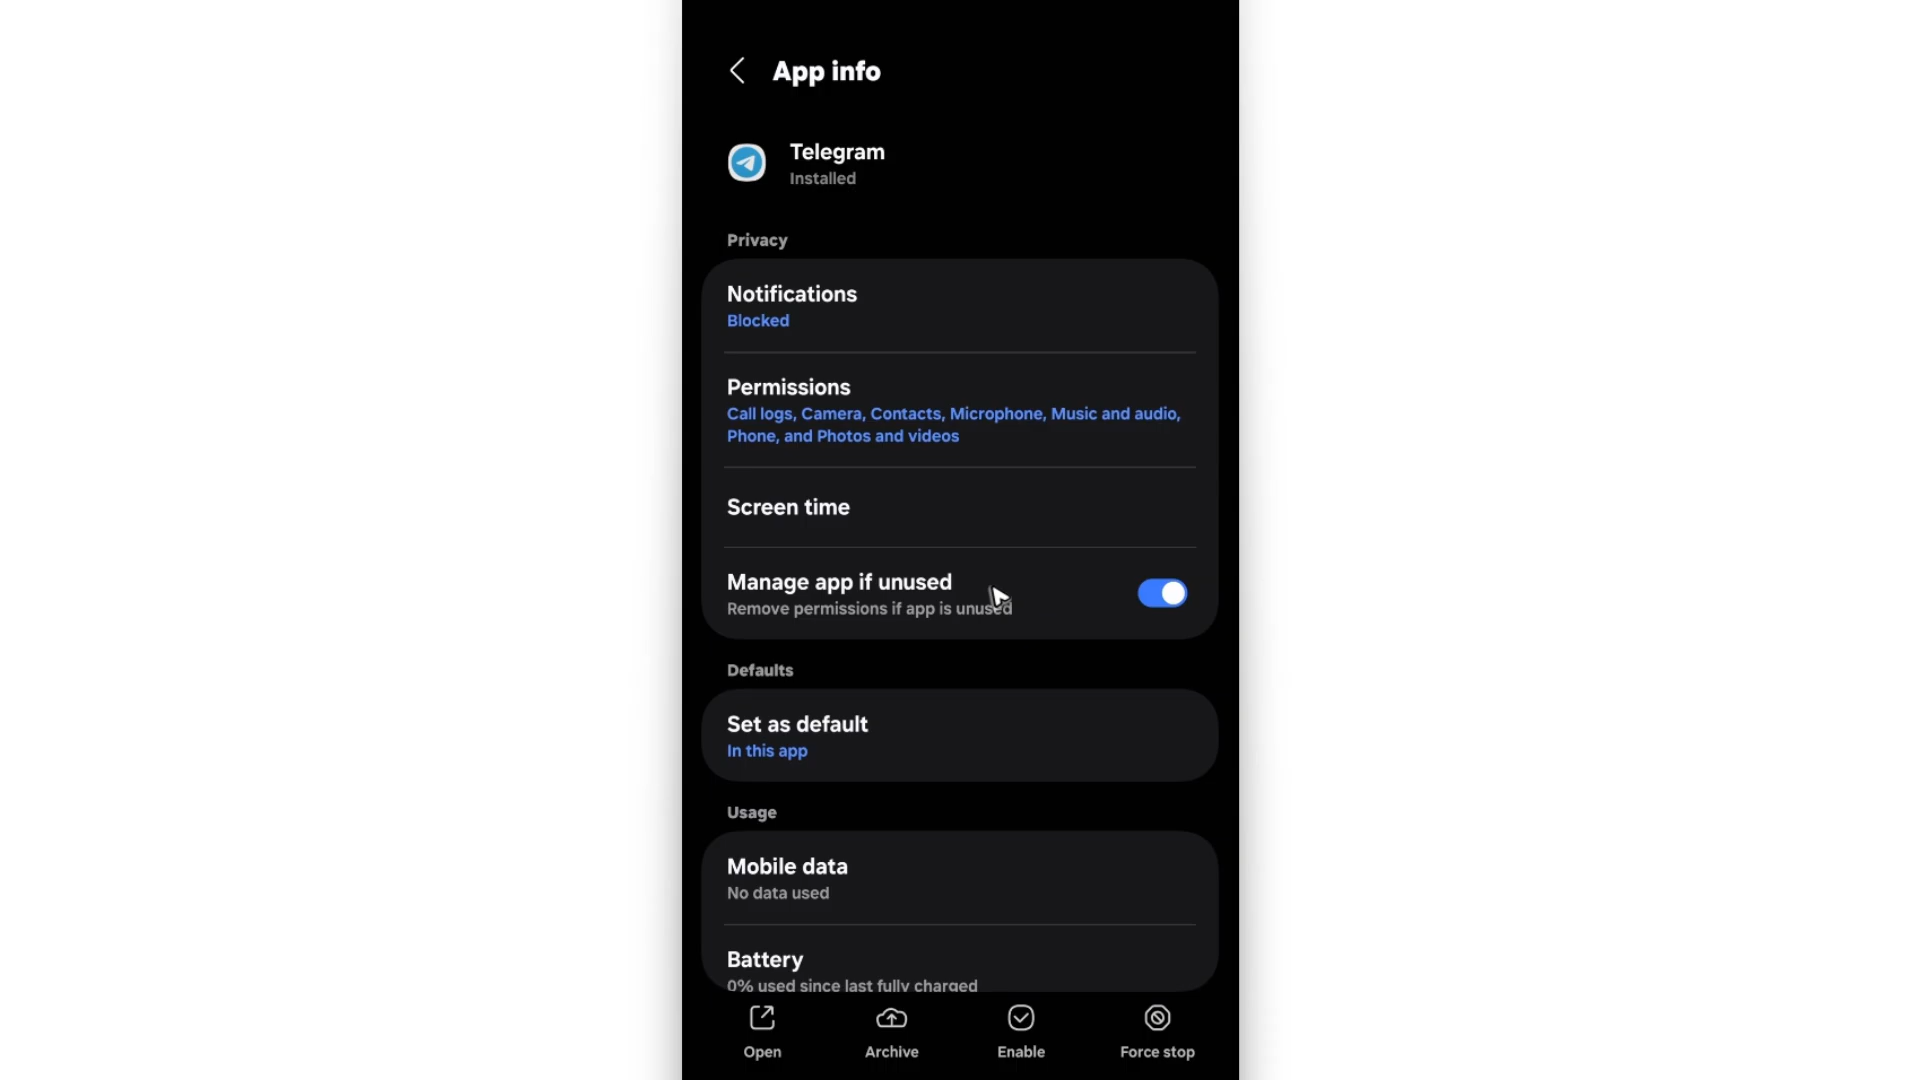 App info
Telegram
Installed
Privacy
Notifications
Blocked
Permissions
Call logs, Camera, Contacts, Microphone, Music and audio,
Phone, and Photos and videos
Screen time
Manage app if unused
Remove permissions if app is unused
Defaults
Set as default
In this app
Usage
Mobile data
No data used
Battery
0% used since last fully charged
Open
Archive
Enable
Force stop